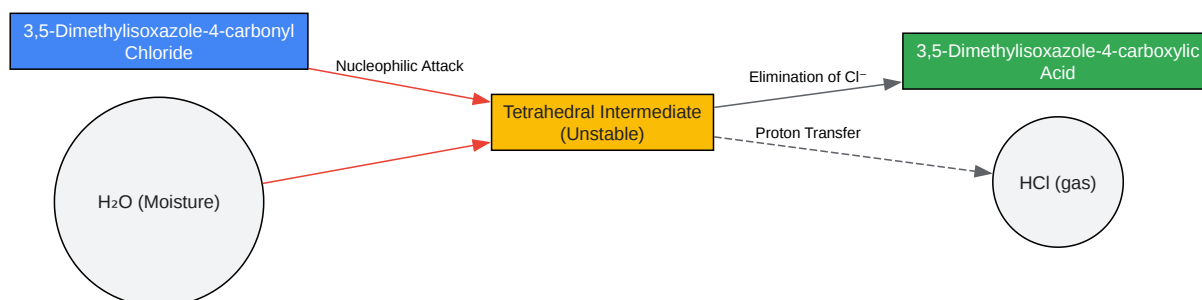 3,5-Dimethylisoxazole-4-carbonyl
Chloride
Nucleophilic Attack
H₂O (Moisture)
Tetrahedral Intermediate
(Unstable)
Elimination of Cl⁻
Proton Transfer
3,5-Dimethylisoxazole-4-carboxylic
Acid
HCl (gas)